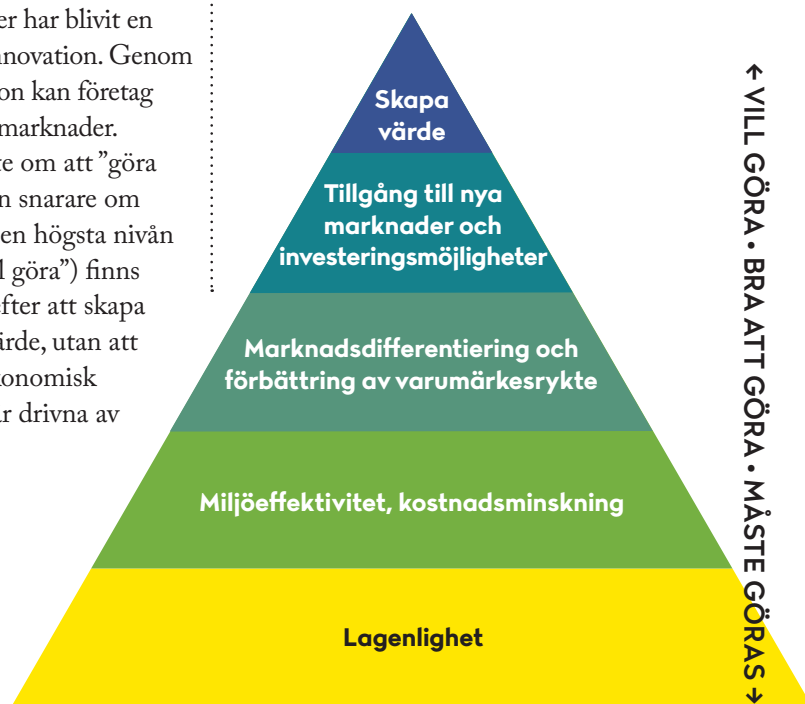 er har blivit en
nnovation. Genom
on kan företag
marknader.
te om att ”göra
n snarare om
en högsta nivån
l göra”) finns
efter att skapa
ärde, utan att
konomisk
ar drivna av
Skapa
värde
Tillgång till nya
marknader och
investeringsmöjligheter
Marknadsdifferentiering och
förbättring av varumärkesrykte
Miljöeffektivitet, kostnadsminskning
Lagenlighet
← VILL GÖRA • BRA ATT GÖRA • MÅSTE GÖRAS →